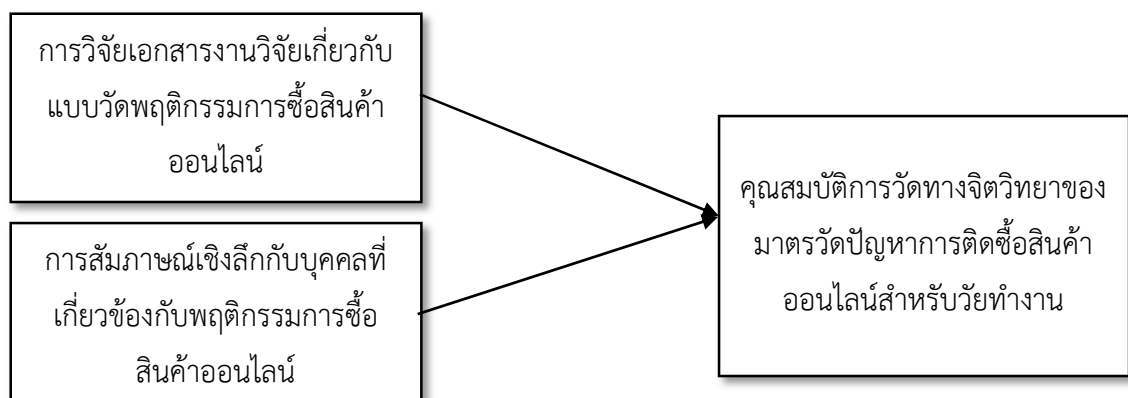 การวิจัยเอกสารงานวิจัยเกี่ยวกับ
แบบวัดพฤติกรรมการซื้อสินค้า
ออนไลน์
การสัมภาษณ์เชิงลึกกับบุคคลที่
เกี่ยวข้องกับพฤติกรรมการซื้อ
สินค้าออนไลน์
คุณสมบัติการวัดทางจิตวิทยาของ
มาตรวัดปัญหาการติดซื้อสินค้า
ออนไลน์สำหรับวัยทำงาน